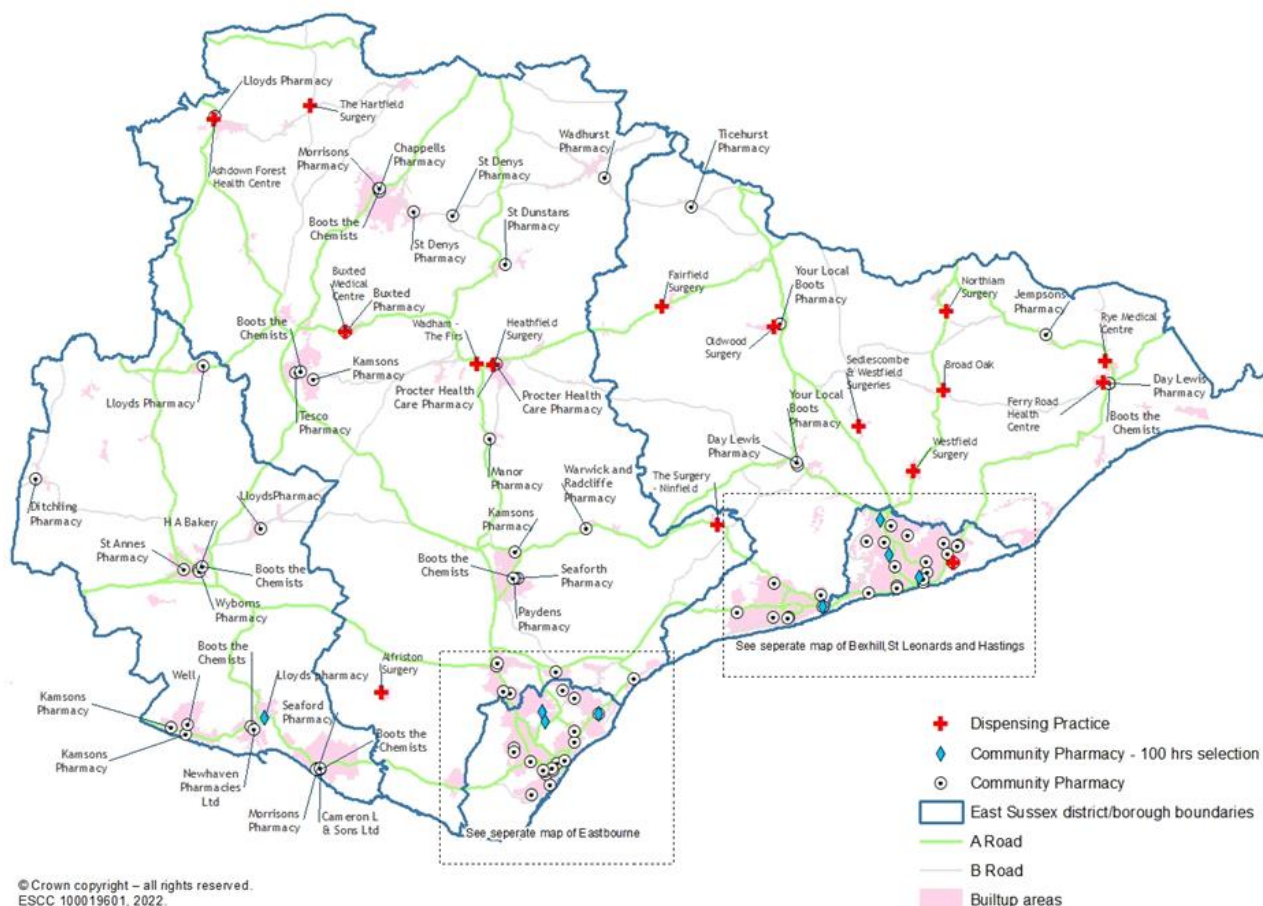 Lloyds Pharmacy
The Hartfield
Surgery
Ashdown Forest
Health Centre
Morrisons
Pharmacy
Chappells
Pharmacy
Boots the
Chemists
St Denys
Pharmacy
St Denys
Pharmacy
Wadhurst
Pharmacy
Ticehurst
Pharmacy
St Dunstans
Pharmacy
Buxted
Medical
Centre
Buxted
Pharmacy
Boots the
Chemists
Kamsons
Pharmacy
Tesco
Pharmacy
Wadham -
The Firs
Heathfield
Surgery
Procter Health
Care Pharmacy
Procter Health
Care Pharmacy
Fairfield
Surgery
Your Local
Boots
Pharmacy
Oldwood
Surgery
Northiam
Surgery
Jempsons
Pharmacy
Rye Medical
Centre
Sedlescombe
& Westfield
Surgeries
Broad Oak
Ferry Road
Health
Centre
Day Lewis
Pharmacy
Boots the
Chemists
Your Local
Boots
Pharmacy
Day Lewis
Pharmacy
Westfield
Surgery
The Surgery
- Ninfield
Lloyds Pharmacy
Ditchling
Pharmacy
H A Baker
LloydsPharmacy
St Annes
Pharmacy
Boots the
Chemists
Wyborns
Pharmacy
Manor
Pharmacy
Warwick and
Radcliffe
Pharmacy
Kamsons
Pharmacy
Boots the
Chemists
Seaforth
Pharmacy
Paydens
Pharmacy
Boots the
Chemists
Well
Kamsons
Pharmacy
Kamsons
Pharmacy
Lloyds pharmacy
Seaford
Pharmacy
Boots the
Chemists
Newhaven
Pharmacies
Ltd
Morrisons
Pharmacy
Cameron L
& Sons Ltd
Alfriston
Surgery
See seperate map of Bexhill,St Leonards and Hastings
See seperate map of Eastbourne
Dispensing Practice
Community Pharmacy - 100 hrs selection
Community Pharmacy
East Sussex district/borough boundaries
A Road
B Road
Builtup areas
© Crown copyright – all rights reserved.
ESCC 100019601, 2022.